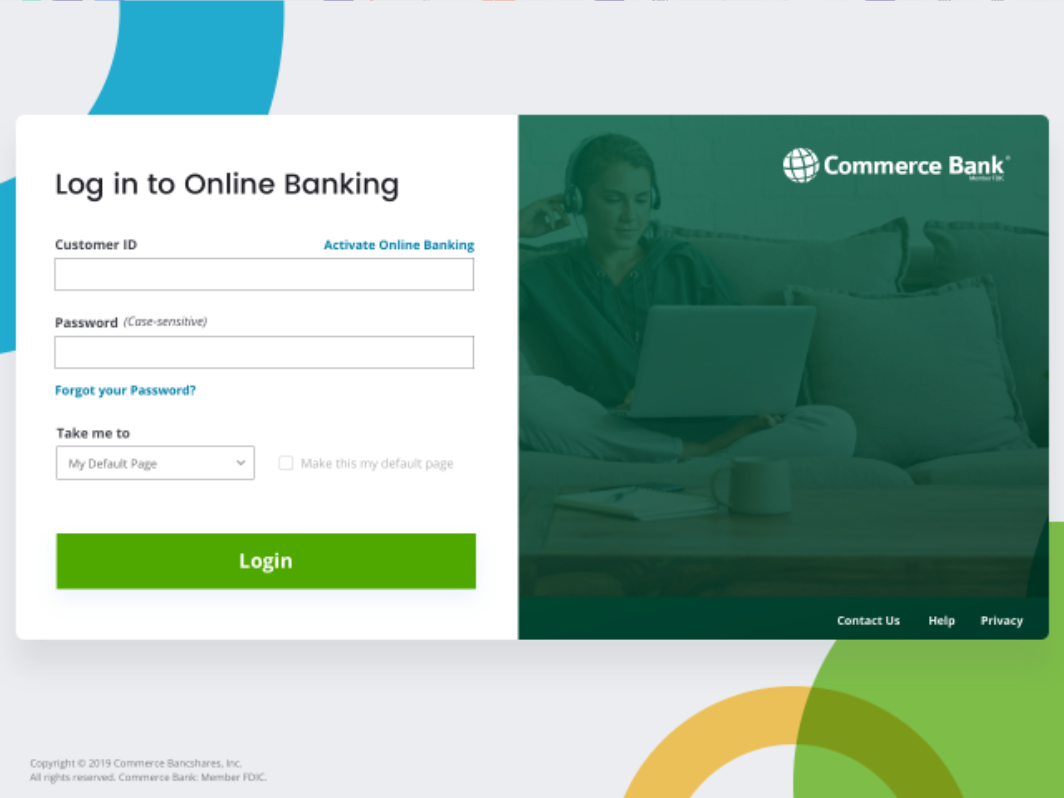 Log in to Online Banking
Commerce Bank®
Member FDIC
Customer ID Activate Online Banking
Password (Case-sensitive)
Forgot your Password?
Take me to
My Default Page Make this my default page
Login
Contact Us Help Privacy
Copyright © 2019 Commerce Bancshares, Inc.
All rights reserved. Commerce Bank: Member FDIC.